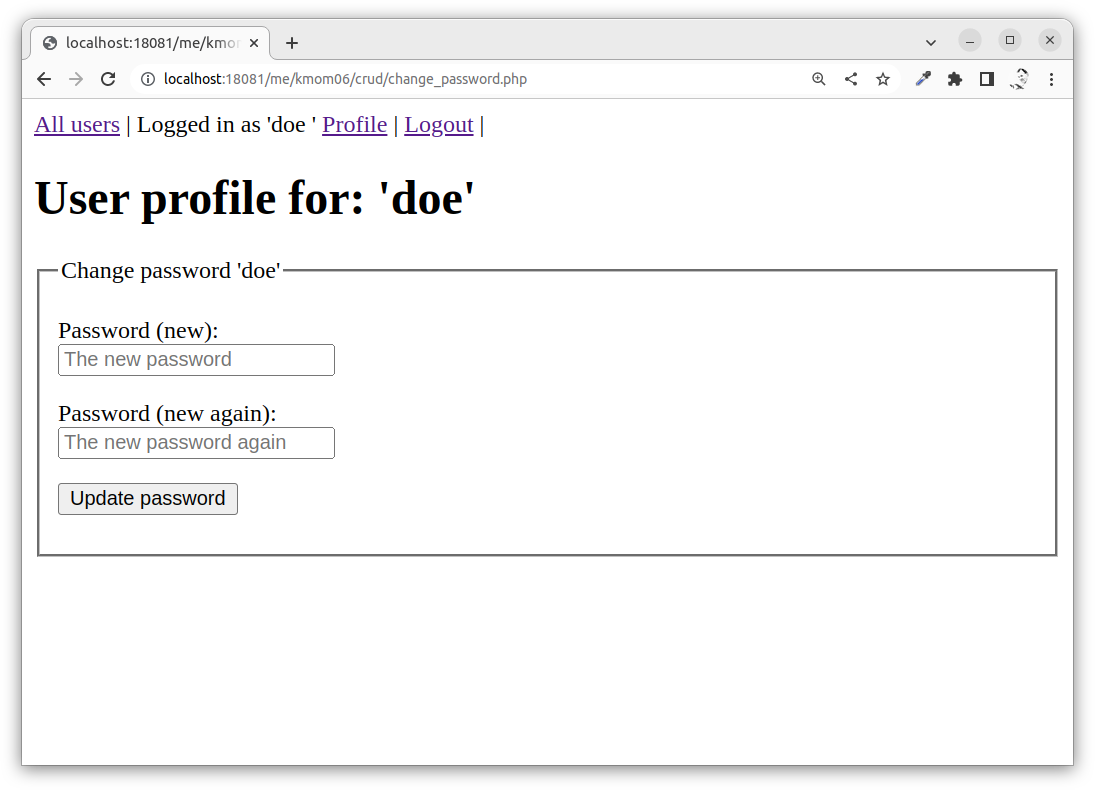 localhost:18081/me/kmom
localhost:18081/me/kmom06/crud/change_password.php
All users | Logged in as 'doe ' Profile | Logout |
User profile for: 'doe'
Change password 'doe'
Password (new):
The new password
Password (new again):
The new password again
Update password